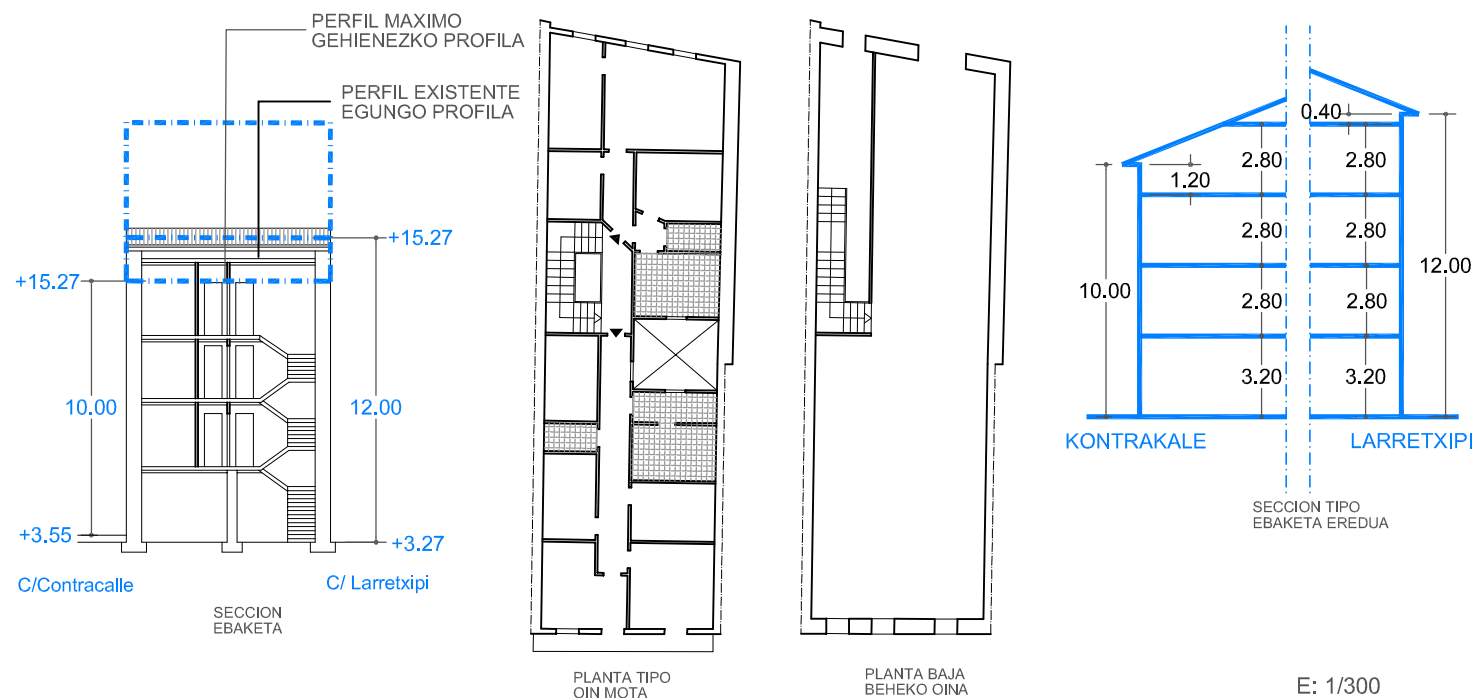 PERFIL MAXIMO
GEHIENEZKO PROFILA
PERFIL EXISTENTE
EGUNGO PROFILA
+15.27
+15.27
10.00
12.00
+3.55
+3.27
C/Contracalle
C/ Larretxipi
SECCION
EBAKETA
PLANTA TIPO
OIN MOTA
PLANTA BAJA
BEHEKO OINA
0.40
2.80
2.80
1.20
2.80
2.80
10.00
12.00
2.80
2.80
3.20
3.20
KONTRAKALE
LARRETXIPI
SECCION TIPO
EBAKETA EREDUA
E: 1/300